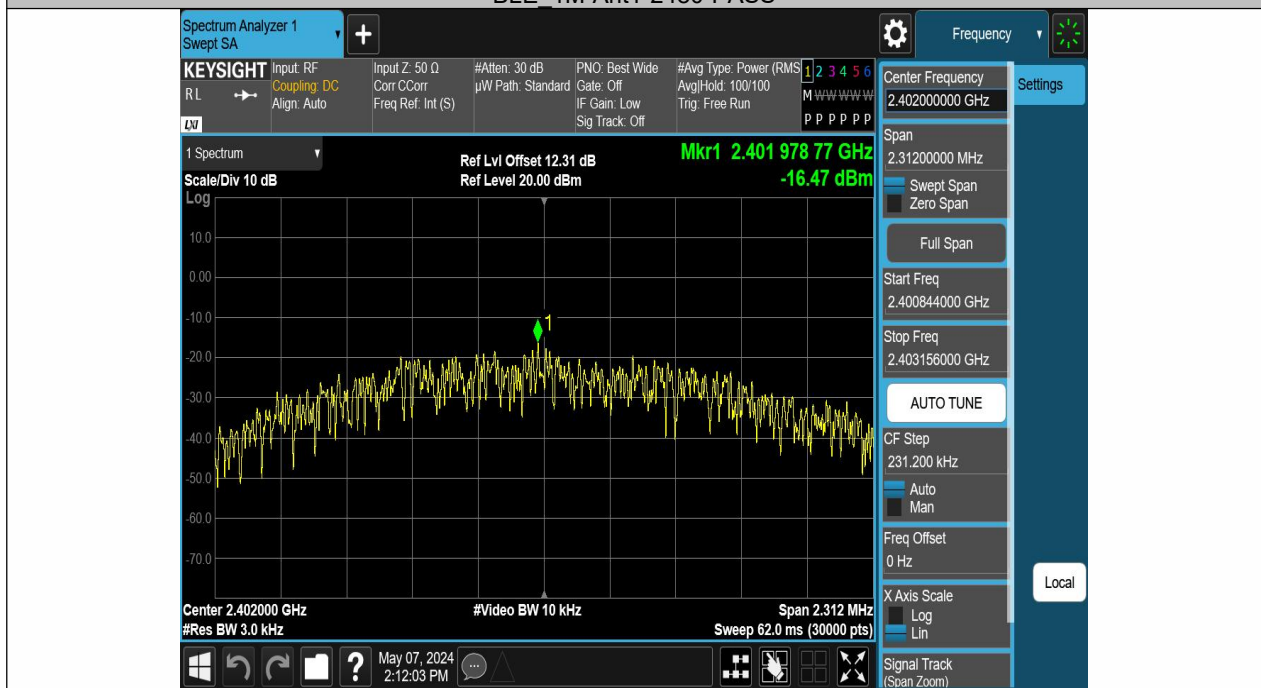 Spectrum Analyzer 1
Swept SA
Frequency
KEYSIGHT
RL
LXI
Input: RF
Coupling: DC
Align: Auto
Input Z: 50 Ω
Corr CCorr
Freq Ref: Int (S)
#Atten: 30 dB
µW Path: Standard
PNO: Best Wide
Gate: Off
IF Gain: Low
Sig Track: Off
#Avg Type: Power (RMS
Avg|Hold: 100/100
Trig: Free Run
1 2 3 4 5 6
M W W W W W
P P P P P P
Center Frequency
2.402000000 GHz
Settings
Span
2.31200000 MHz
Swept Span
Zero Span
Full Span
Start Freq
2.400844000 GHz
Stop Freq
2.403156000 GHz
AUTO TUNE
CF Step
231.200 kHz
Auto
Man
Freq Offset
0 Hz
X Axis Scale
Log
Lin
Signal Track
(Span Zoom)
Local
1 Spectrum
Scale/Div 10 dB
Log
Ref Lvl Offset 12.31 dB
Ref Level 20.00 dBm
Mkr1 2.401 978 77 GHz
-16.47 dBm
10.0
0.00
-10.0
1
-20.0
-30.0
-40.0
-50.0
-60.0
-70.0
Center 2.402000 GHz
#Video BW 10 kHz
Span 2.312 MHz
#Res BW 3.0 kHz
Sweep 62.0 ms (30000 pts)
?
May 07, 2024
2:12:03 PM